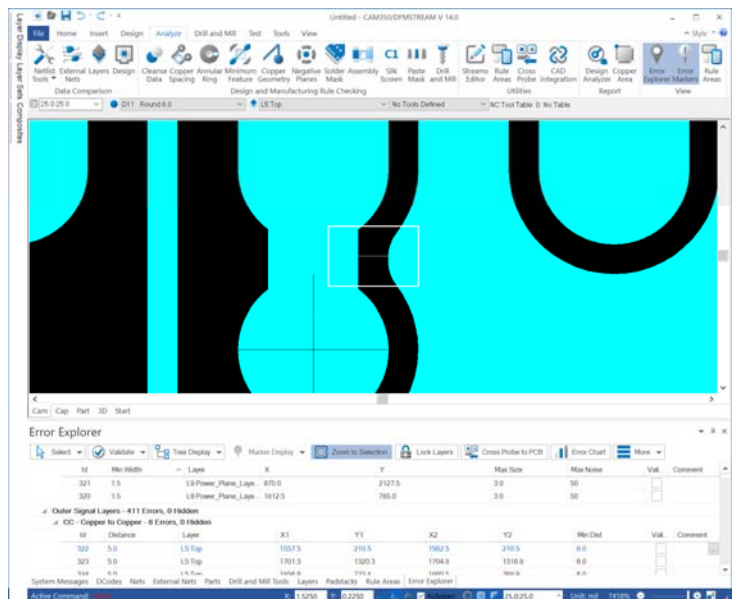 Untitled - CAM350/DFMSTREAM V 14.0
File Home Insert Design Analyze Drill and Mill Test Tools View Style
Netlist Tools External Nets Layers Design Cleanse Data Copper Spacing Annular Ring Minimum Feature Copper Geometry Negative Planes Solder Mask Assembly Silk Screen Paste Mask Drill and Mill Streams Editor Rule Areas Cross Probe CAD Integration Design Analyzer Copper Area Error Explorer Error Markers Rule Areas
Data Comparison Design and Manufacturing Rule Checking Utilities Report View
25.0:25.0 D11 Round 6.0 L5:Top No Tools Defined NC Tool Table: 0: No Table
Layer Display Layer Sets Composites
Cam Cap Part 3D Start
Error Explorer
Select Validate Tree Display Marker Display Zoom to Selection Lock Layers Cross Probe to PCB Error Chart More
Id Min Width Layer X Y Max Size Max Noise Vali... Comment
321 1.5 L9:Power_Plane_Laye... 870.0 2127.5 3.0 50
320 1.5 L9:Power_Plane_Laye... 1812.5 785.0 3.0 50
Outer Signal Layers - 411 Errors, 0 Hidden
CC - Copper to Copper - 8 Errors, 0 Hidden
Id Distance Layer X1 Y1 X2 Y2 Min Dist Vali... Comment
322 5.0 L5:Top 1557.5 210.5 1562.5 210.5 6.0
323 5.0 L5:Top 1701.3 1320.3 1704.8 1316.8 6.0
System Messages DCodes Nets External Nets Parts Drill and Mill Tools Layers Padstacks Rule Areas Error Explorer
Active Command: X: 1.5250 Y: 0.2250 25.0:25.0 Unit: mil 7418%